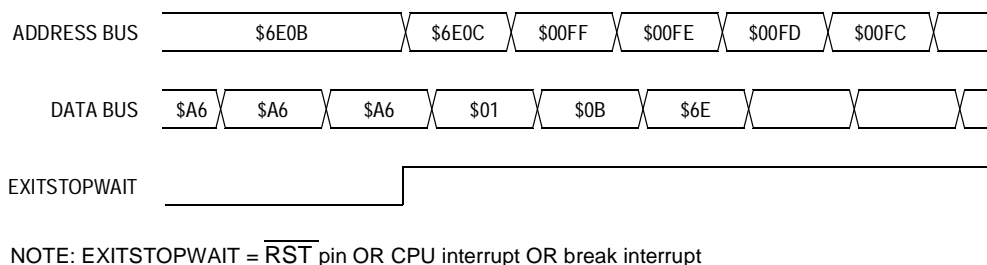 ADDRESS BUS $6E0B $6E0C $00FF $00FE $00FD $00FC
DATA BUS $A6 $A6 $A6 $01 $0B $6E
EXITSTOPWAIT
NOTE: EXITSTOPWAIT = RST pin OR CPU interrupt OR break interrupt